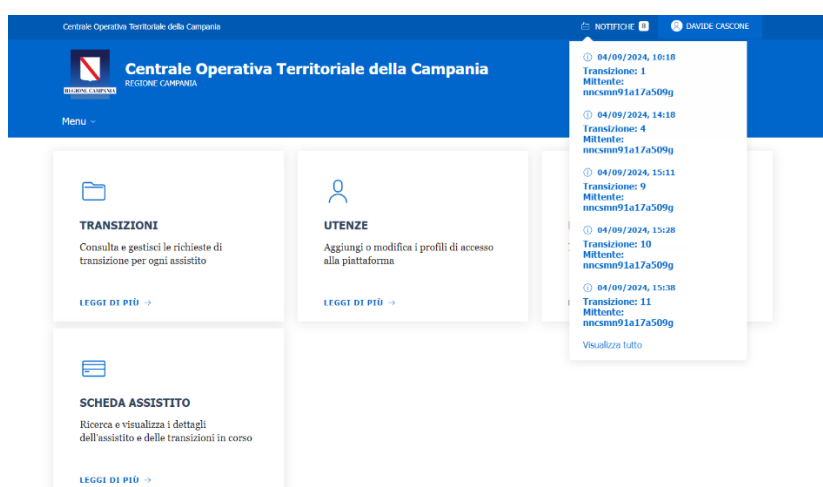 Centrale Operativa Territoriale della Campania
NOTIFICHE 8
DAVIDE CASCONE
REGIONE CAMPANIA
Centrale Operativa Territoriale della Campania
REGIONE CAMPANIA
Menu
04/09/2024, 10:18
Transizione: 1
Mittente:
nncsmn91a17a509g
04/09/2024, 14:18
Transizione: 4
Mittente:
nncsmn91a17a509g
04/09/2024, 15:11
Transizione: 9
Mittente:
nncsmn91a17a509g
04/09/2024, 15:28
Transizione: 10
Mittente:
nncsmn91a17a509g
04/09/2024, 15:38
Transizione: 11
Mittente:
nncsmn91a17a509g
Visualizza tutto
TRANSIZIONI
Consulta e gestisci le richieste di
transizione per ogni assistito
LEGGI DI PIÙ →
UTENZE
Aggiungi o modifica i profili di accesso
alla piattaforma
LEGGI DI PIÙ →
SCHEDA ASSISTITO
Ricerca e visualizza i dettagli
dell'assistito e delle transizioni in corso
LEGGI DI PIÙ →